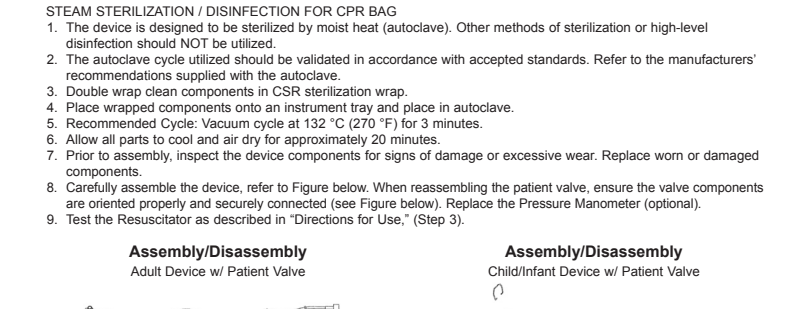 STEAM STERILIZATION / DISINFECTION FOR CPR BAG
1. The device is designed to be sterilized by moist heat (autoclave). Other methods of sterilization or high-level
disinfection should NOT be utilized.
2. The autoclave cycle utilized should be validated in accordance with accepted standards. Refer to the manufacturers'
recommendations supplied with the autoclave.
3. Double wrap clean components in CSR sterilization wrap.
4. Place wrapped components onto an instrument tray and place in autoclave.
5. Recommended Cycle: Vacuum cycle at 132 °C (270 °F) for 3 minutes.
6. Allow all parts to cool and air dry for approximately 20 minutes.
7. Prior to assembly, inspect the device components for signs of damage or excessive wear. Replace worn or damaged
components.
8. Carefully assemble the device, refer to Figure below. When reassembling the patient valve, ensure the valve components
are oriented properly and securely connected (see Figure below). Replace the Pressure Manometer (optional).
9. Test the Resuscitator as described in “Directions for Use,” (Step 3).
Assembly/Disassembly
Adult Device w/ Patient Valve
Assembly/Disassembly
Child/Infant Device w/ Patient Valve